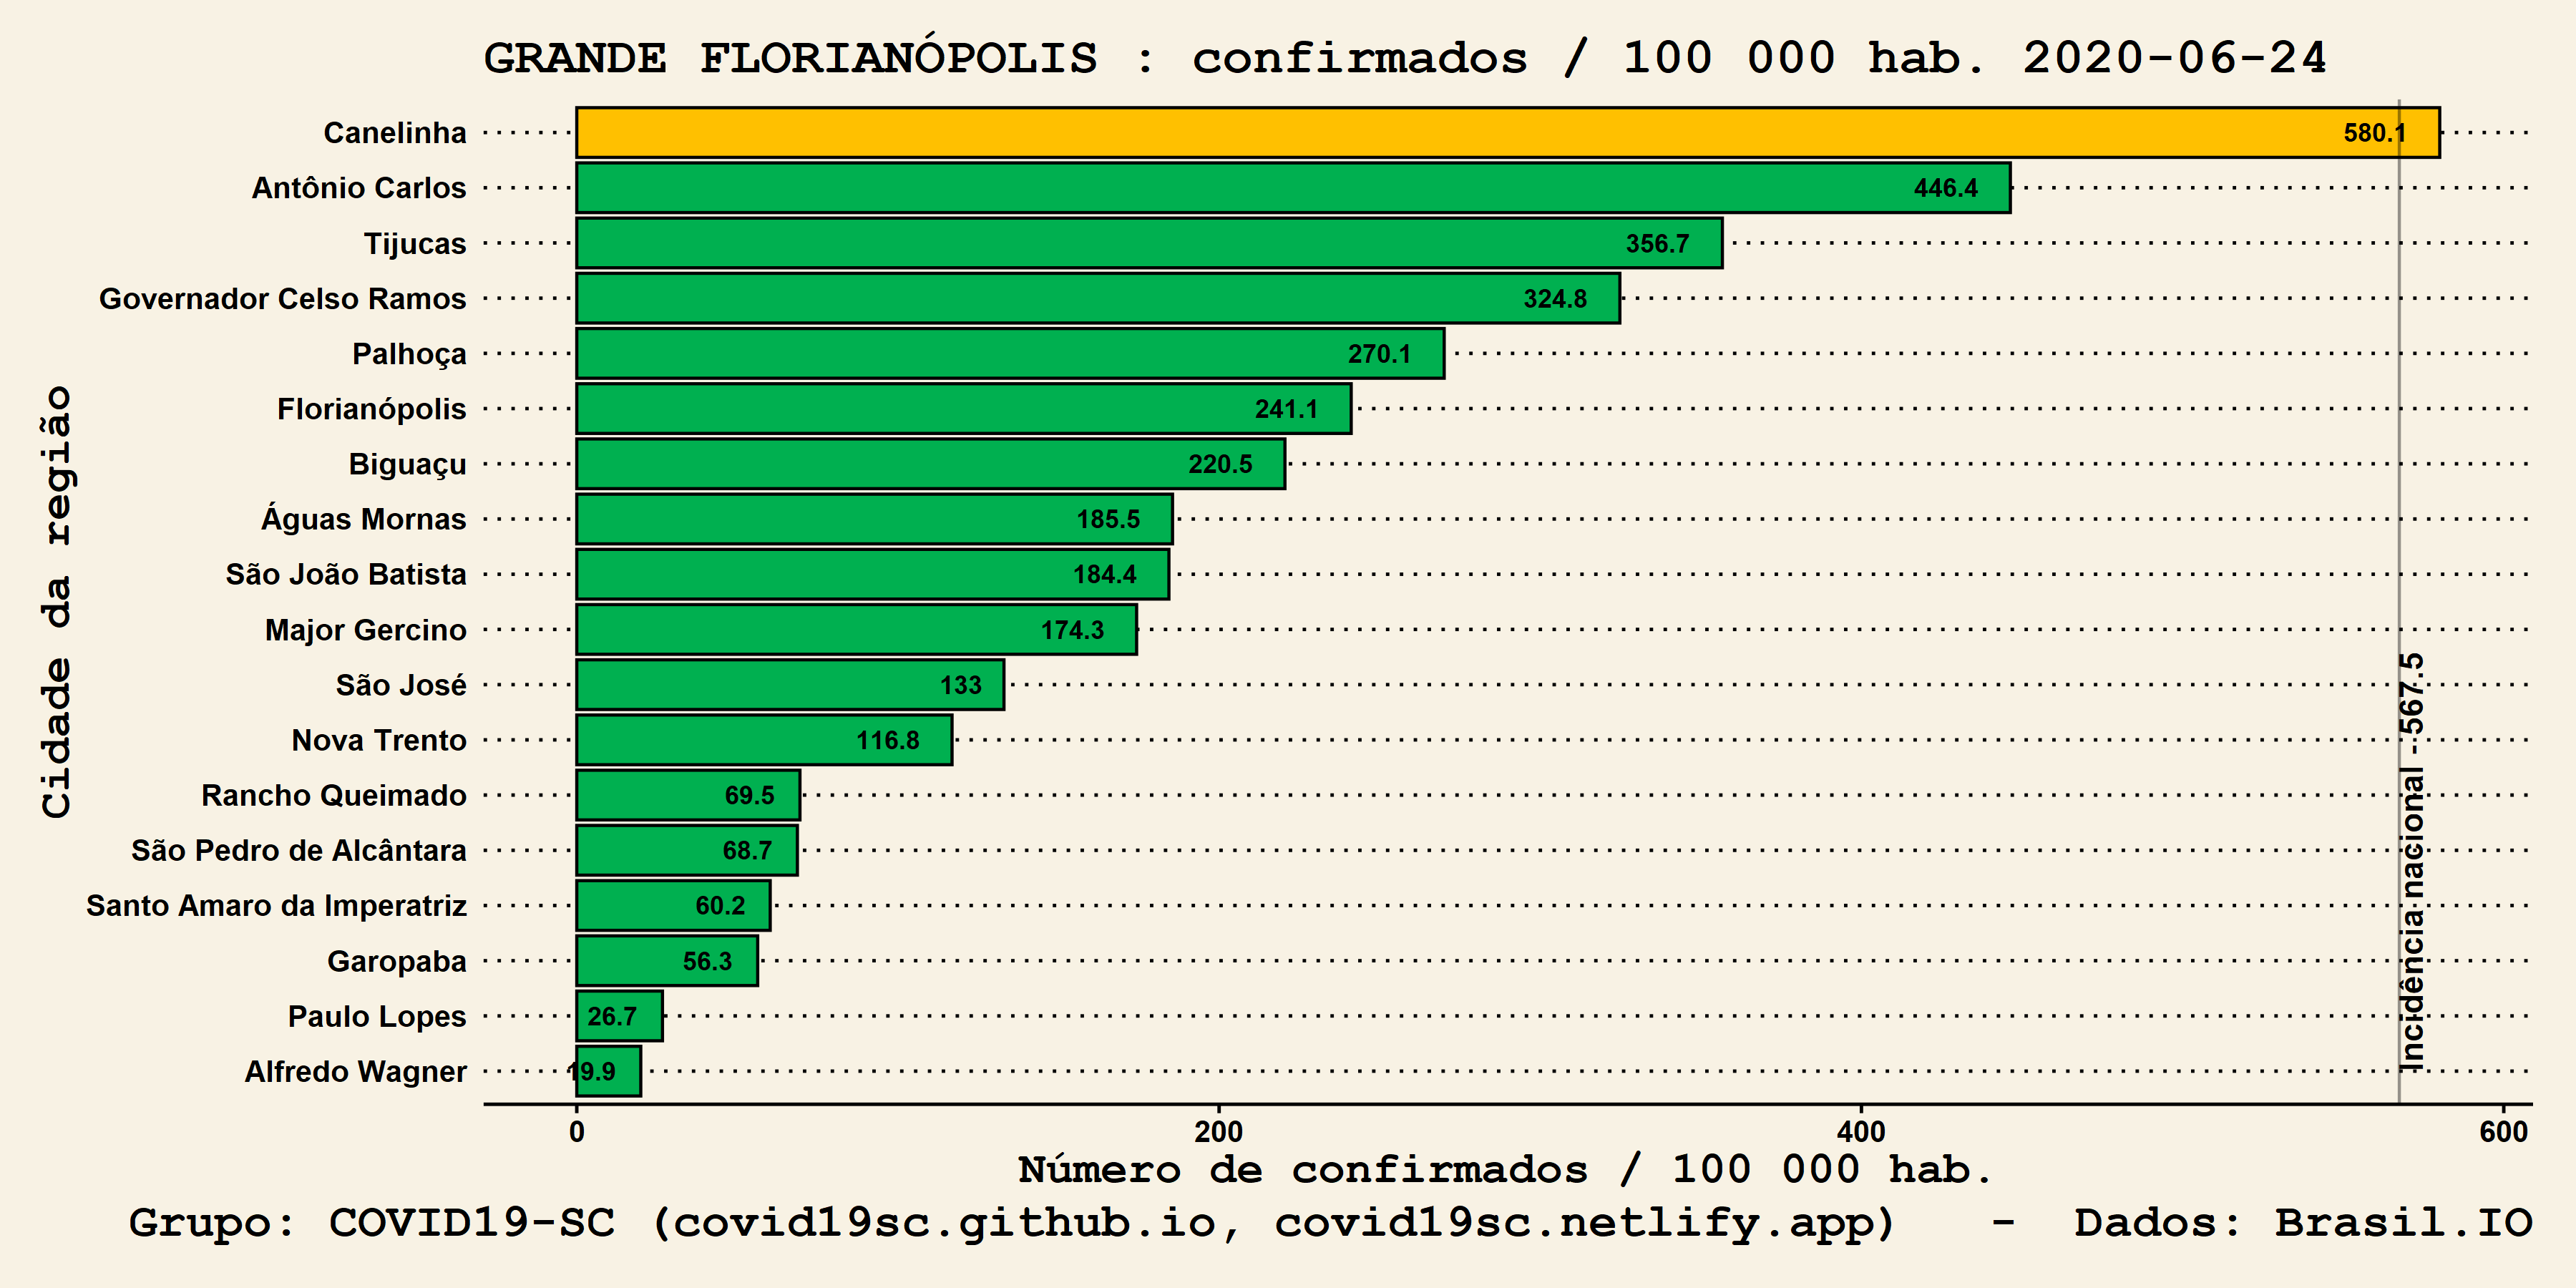 GRANDE FLORIANÓPOLIS : confirmados / 100 000 hab. 2020-06-24
Cidade da região
Canelinha 580.1
Antônio Carlos 446.4
Tijucas 356.7
Governador Celso Ramos 324.8
Palhoça 270.1
Florianópolis 241.1
Biguaçu 220.5
Águas Mornas 185.5
São João Batista 184.4
Major Gercino 174.3
São José 133
Nova Trento 116.8
Rancho Queimado 69.5
São Pedro de Alcântara 68.7
Santo Amaro da Imperatriz 60.2
Garopaba 56.3
Paulo Lopes 26.7
Alfredo Wagner 19.9
Incidência nacional - 567.5
0 200 400 600
Número de confirmados / 100 000 hab.
Grupo: COVID19-SC (covid19sc.github.io, covid19sc.netlify.app) - Dados: Brasil.IO